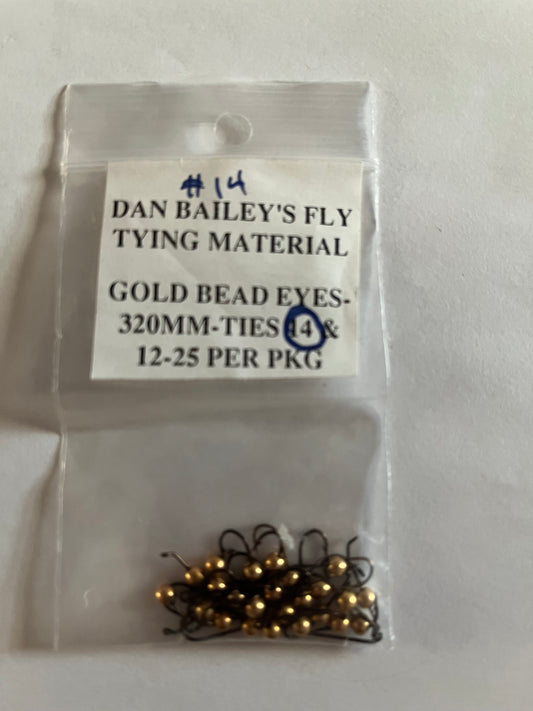 #14
DAN BAILEY'S FLY
TYING MATERIAL
GOLD BEAD EYES-
320MM-TIES 14 &
12-25 PER PKG